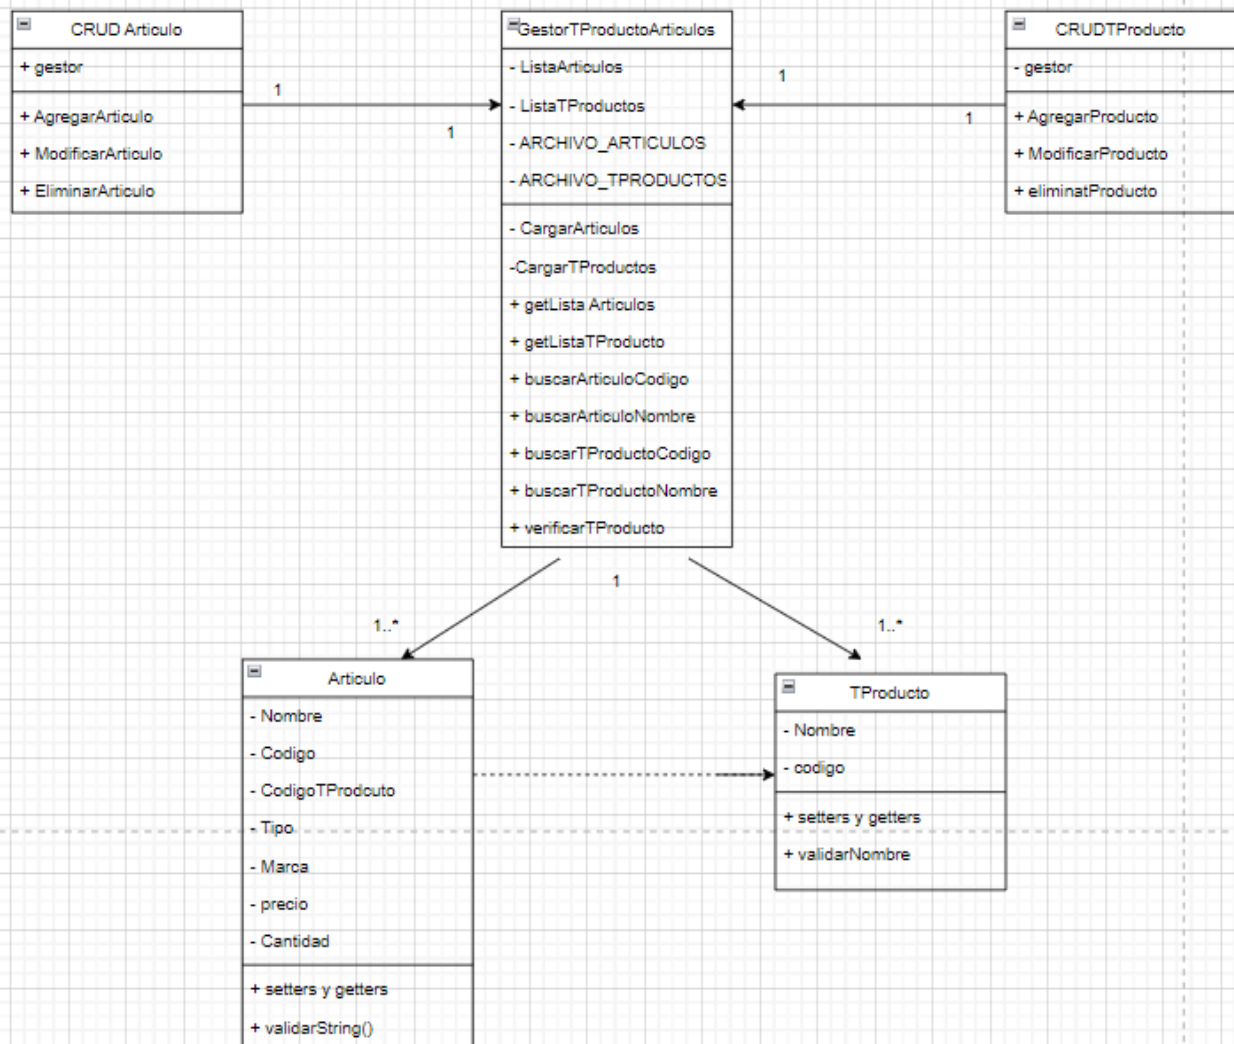 CRUD Articulo
+ gestor
+ AgregarArticulo
+ ModificarArticulo
+ EliminarArticulo
1
1
GestorTProductoArticulos
- ListaArticulos
- ListaTProductos
- ARCHIVO_ARTICULOS
- ARCHIVO_TPRODUCTOS
- CargarArticulos
-CargarTProductos
+ getLista Articulos
+ getListaTProducto
+ buscarArticuloCodigo
+ buscarArticuloNombre
+ buscarTProductoCodigo
+ buscarTProductoNombre
+ verificarTProducto
1
1
CRUDTProducto
- gestor
+ AgregarProducto
+ ModificarProducto
+ eliminatProducto
1
1..*
1..*
Articulo
- Nombre
- Codigo
- CodigoTProdcuto
- Tipo
- Marca
- precio
- Cantidad
+ setters y getters
+ validarString()
TProducto
- Nombre
- codigo
+ setters y getters
+ validarNombre